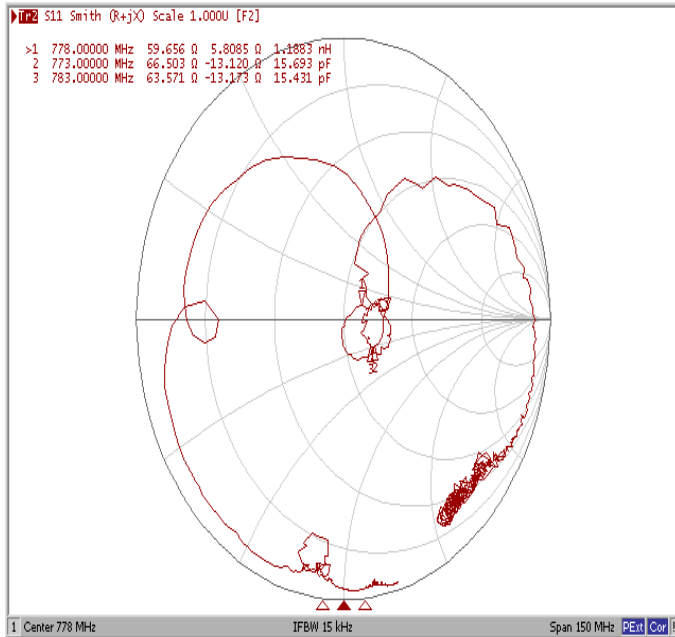 Tr2 S11 Smith (R+jX) Scale 1.000U [F2]
>1 778.00000 MHz 59.656 Ω 5.8085 Ω 1.1883 nH
2 773.00000 MHz 66.503 Ω -13.120 Ω 15.693 pF
3 783.00000 MHz 63.571 Ω -13.173 Ω 15.431 pF
1
32
1 Center 778 MHz IFBW 15 kHz Span 150 MHz PExt Cor !